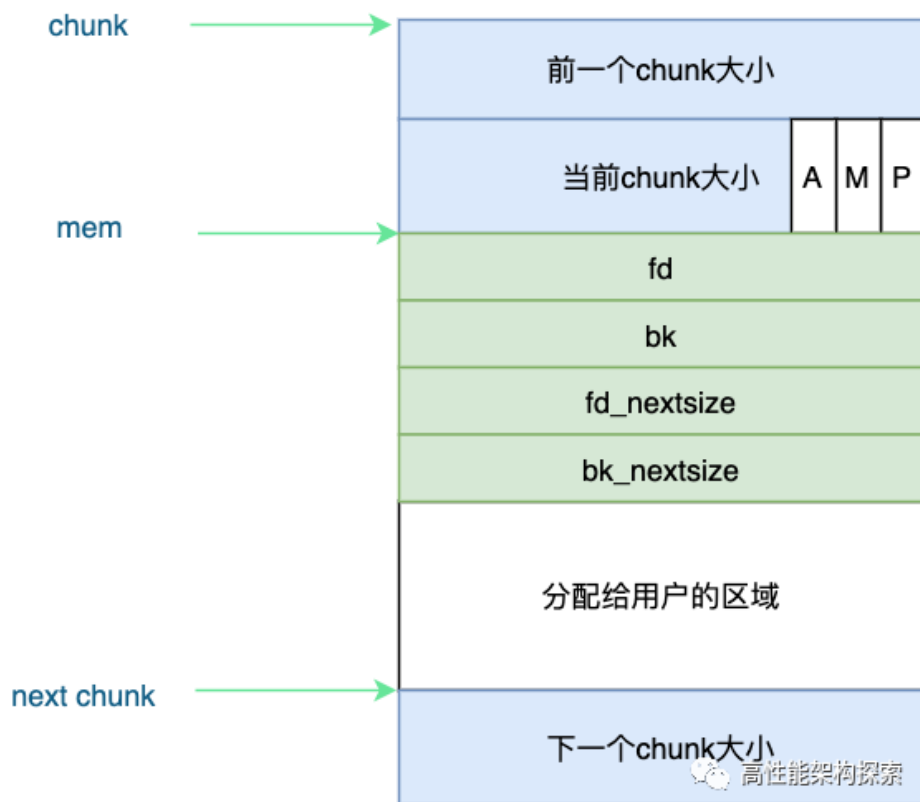 chunk
前一个chunk大小
当前chunk大小
A
M
P
mem
fd
bk
fd_nextsize
bk_nextsize
分配给用户的区域
next chunk
下一个chunk大小
高性能架构探索